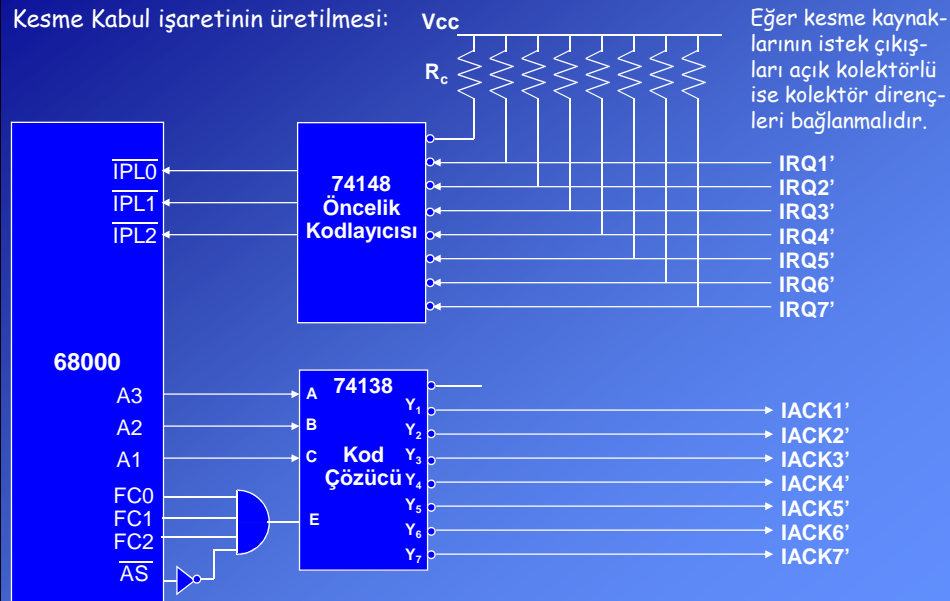 Kesme Kabul işaretinin üretilmesi:
Vcc
Eğer kesme kaynak-
larının istek çıkış-
ları açık kolektörlü
ise kolektör direnç-
leri bağlanmalıdır.
Rc
IPL0
IPL1
IPL2
74148
Öncelik
Kodlayıcısı
IRQ1’
IRQ2’
IRQ3’
IRQ4’
IRQ5’
IRQ6’
IRQ7’
68000
A3
A2
A1
FC0
FC1
FC2
AS
74138
A
B
C
E
Kod
Çözücü
Y1
Y2
Y3
Y4
Y5
Y6
Y7
IACK1’
IACK2’
IACK3’
IACK4’
IACK5’
IACK6’
IACK7’